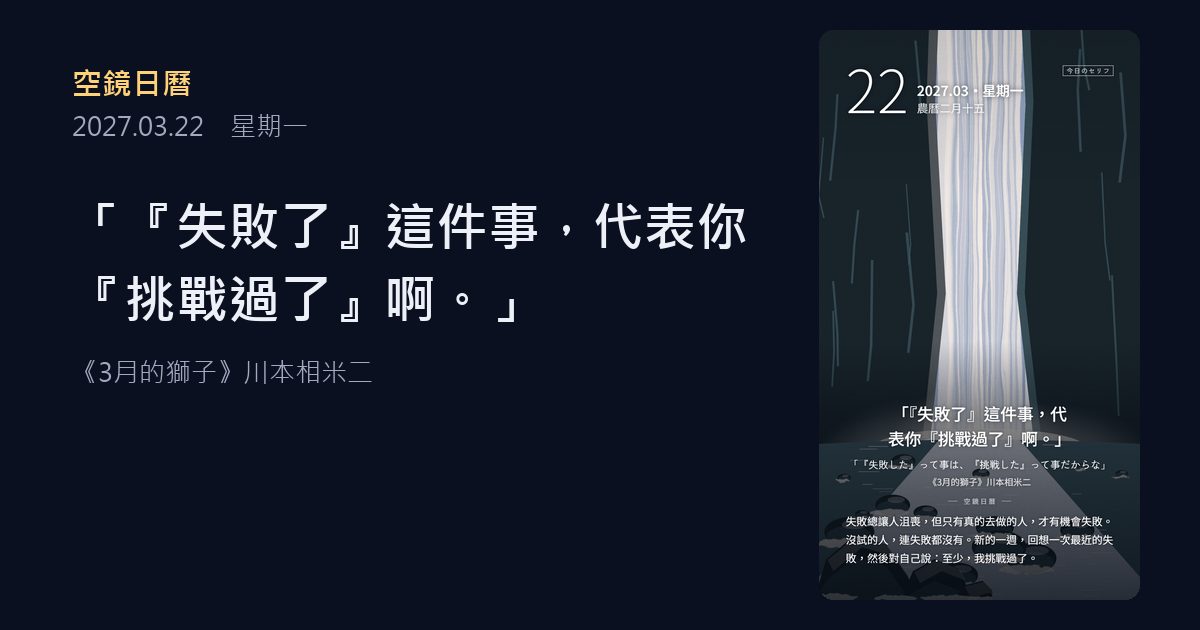 空鏡日曆
2027.03.22 星期一
「『失敗了』這件事，代表你
『挑戰過了』啊。」
《3月的獅子》川本相米二
今日のセリフ
22
2027.03・星期一
農曆二月十五
「『失敗了』這件事，代
表你『挑戰過了』啊。」
「『失敗した』って事は、『挑戦した』って事だからな」
《3月的獅子》川本相米二
— 空鏡日曆 —
失敗總讓人沮喪，但只有真的去做的人，才有機會失敗。
沒試的人，連失敗都沒有。新的一週，回想一次最近的失
敗，然後對自己說：至少，我挑戰過了。